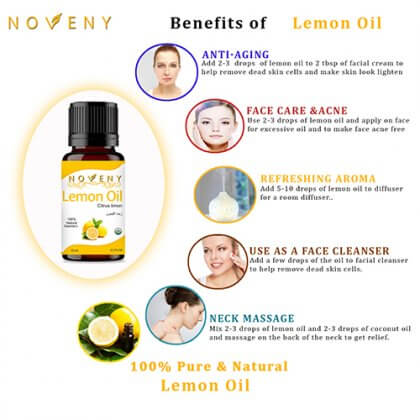 NOVENY
Benefits of Lemon Oil
ANTI-AGING
Add 2-3 drops of lemon oil to 2 tbsp of facial cream to
help remove dead skin cells and make skin look lighten
FACE CARE &ACNE
Use 2-3 drops of lemon oil and apply on face
for excessive oil and to make face acne free
REFRESHING AROMA
Add 5-10 drops of lemon oil to diffuser
for a room diffuser..
USE AS A FACE CLEANSER
Add a few drops of the oil to facial cleanser
to help remove dead skin cells.
NECK MASSAGE
Mix 2-3 drops of lemon oil and 2-3 drops of coconut oil
and massage on the back of the neck to get relief.
100% Pure & Natural
Lemon Oil
NOVENY
Lemon Oil
Citrus limon
100%
Natural